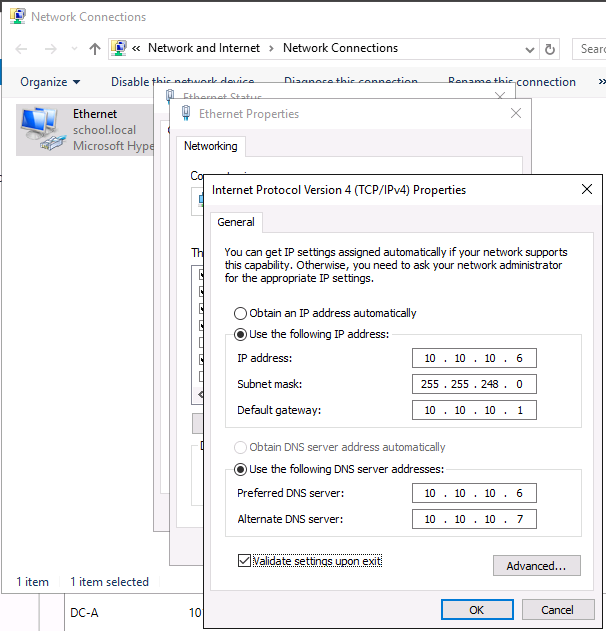 Network Connections
« Network and Internet > Network Connections
Sear
Organize
Disable this network device
Diagnose this connection
Rename this connection
»
Ethernet
school.local
Microsoft Hype
Ethernet Status
Ethernet Properties
Networking
Internet Protocol Version 4 (TCP/IPv4) Properties
General
You can get IP settings assigned automatically if your network supports
this capability. Otherwise, you need to ask your network administrator
for the appropriate IP settings.
Obtain an IP address automatically
Use the following IP address:
IP address: 10 . 10 . 10 . 6
Subnet mask: 255 . 255 . 248 . 0
Default gateway: 10 . 10 . 10 . 1
Obtain DNS server address automatically
Use the following DNS server addresses:
Preferred DNS server: 10 . 10 . 10 . 6
Alternate DNS server: 10 . 10 . 10 . 7
Validate settings upon exit
Advanced...
OK
Cancel
1 item
1 item selected
DC-A
10